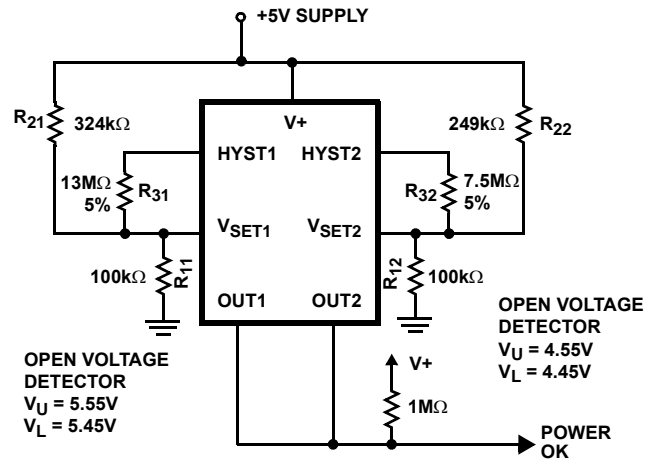 +5V SUPPLY
R21
324kΩ
V+
249kΩ
R22
HYST1
HYST2
13MΩ
5%
R31
R32
7.5MΩ
5%
VSET1
VSET2
100kΩ
R11
R12
100kΩ
OUT1
OUT2
OPEN VOLTAGE
DETECTOR
VU = 5.55V
VL = 5.45V
OPEN VOLTAGE
DETECTOR
VU = 4.55V
VL = 4.45V
V+
1MΩ
POWER
OK